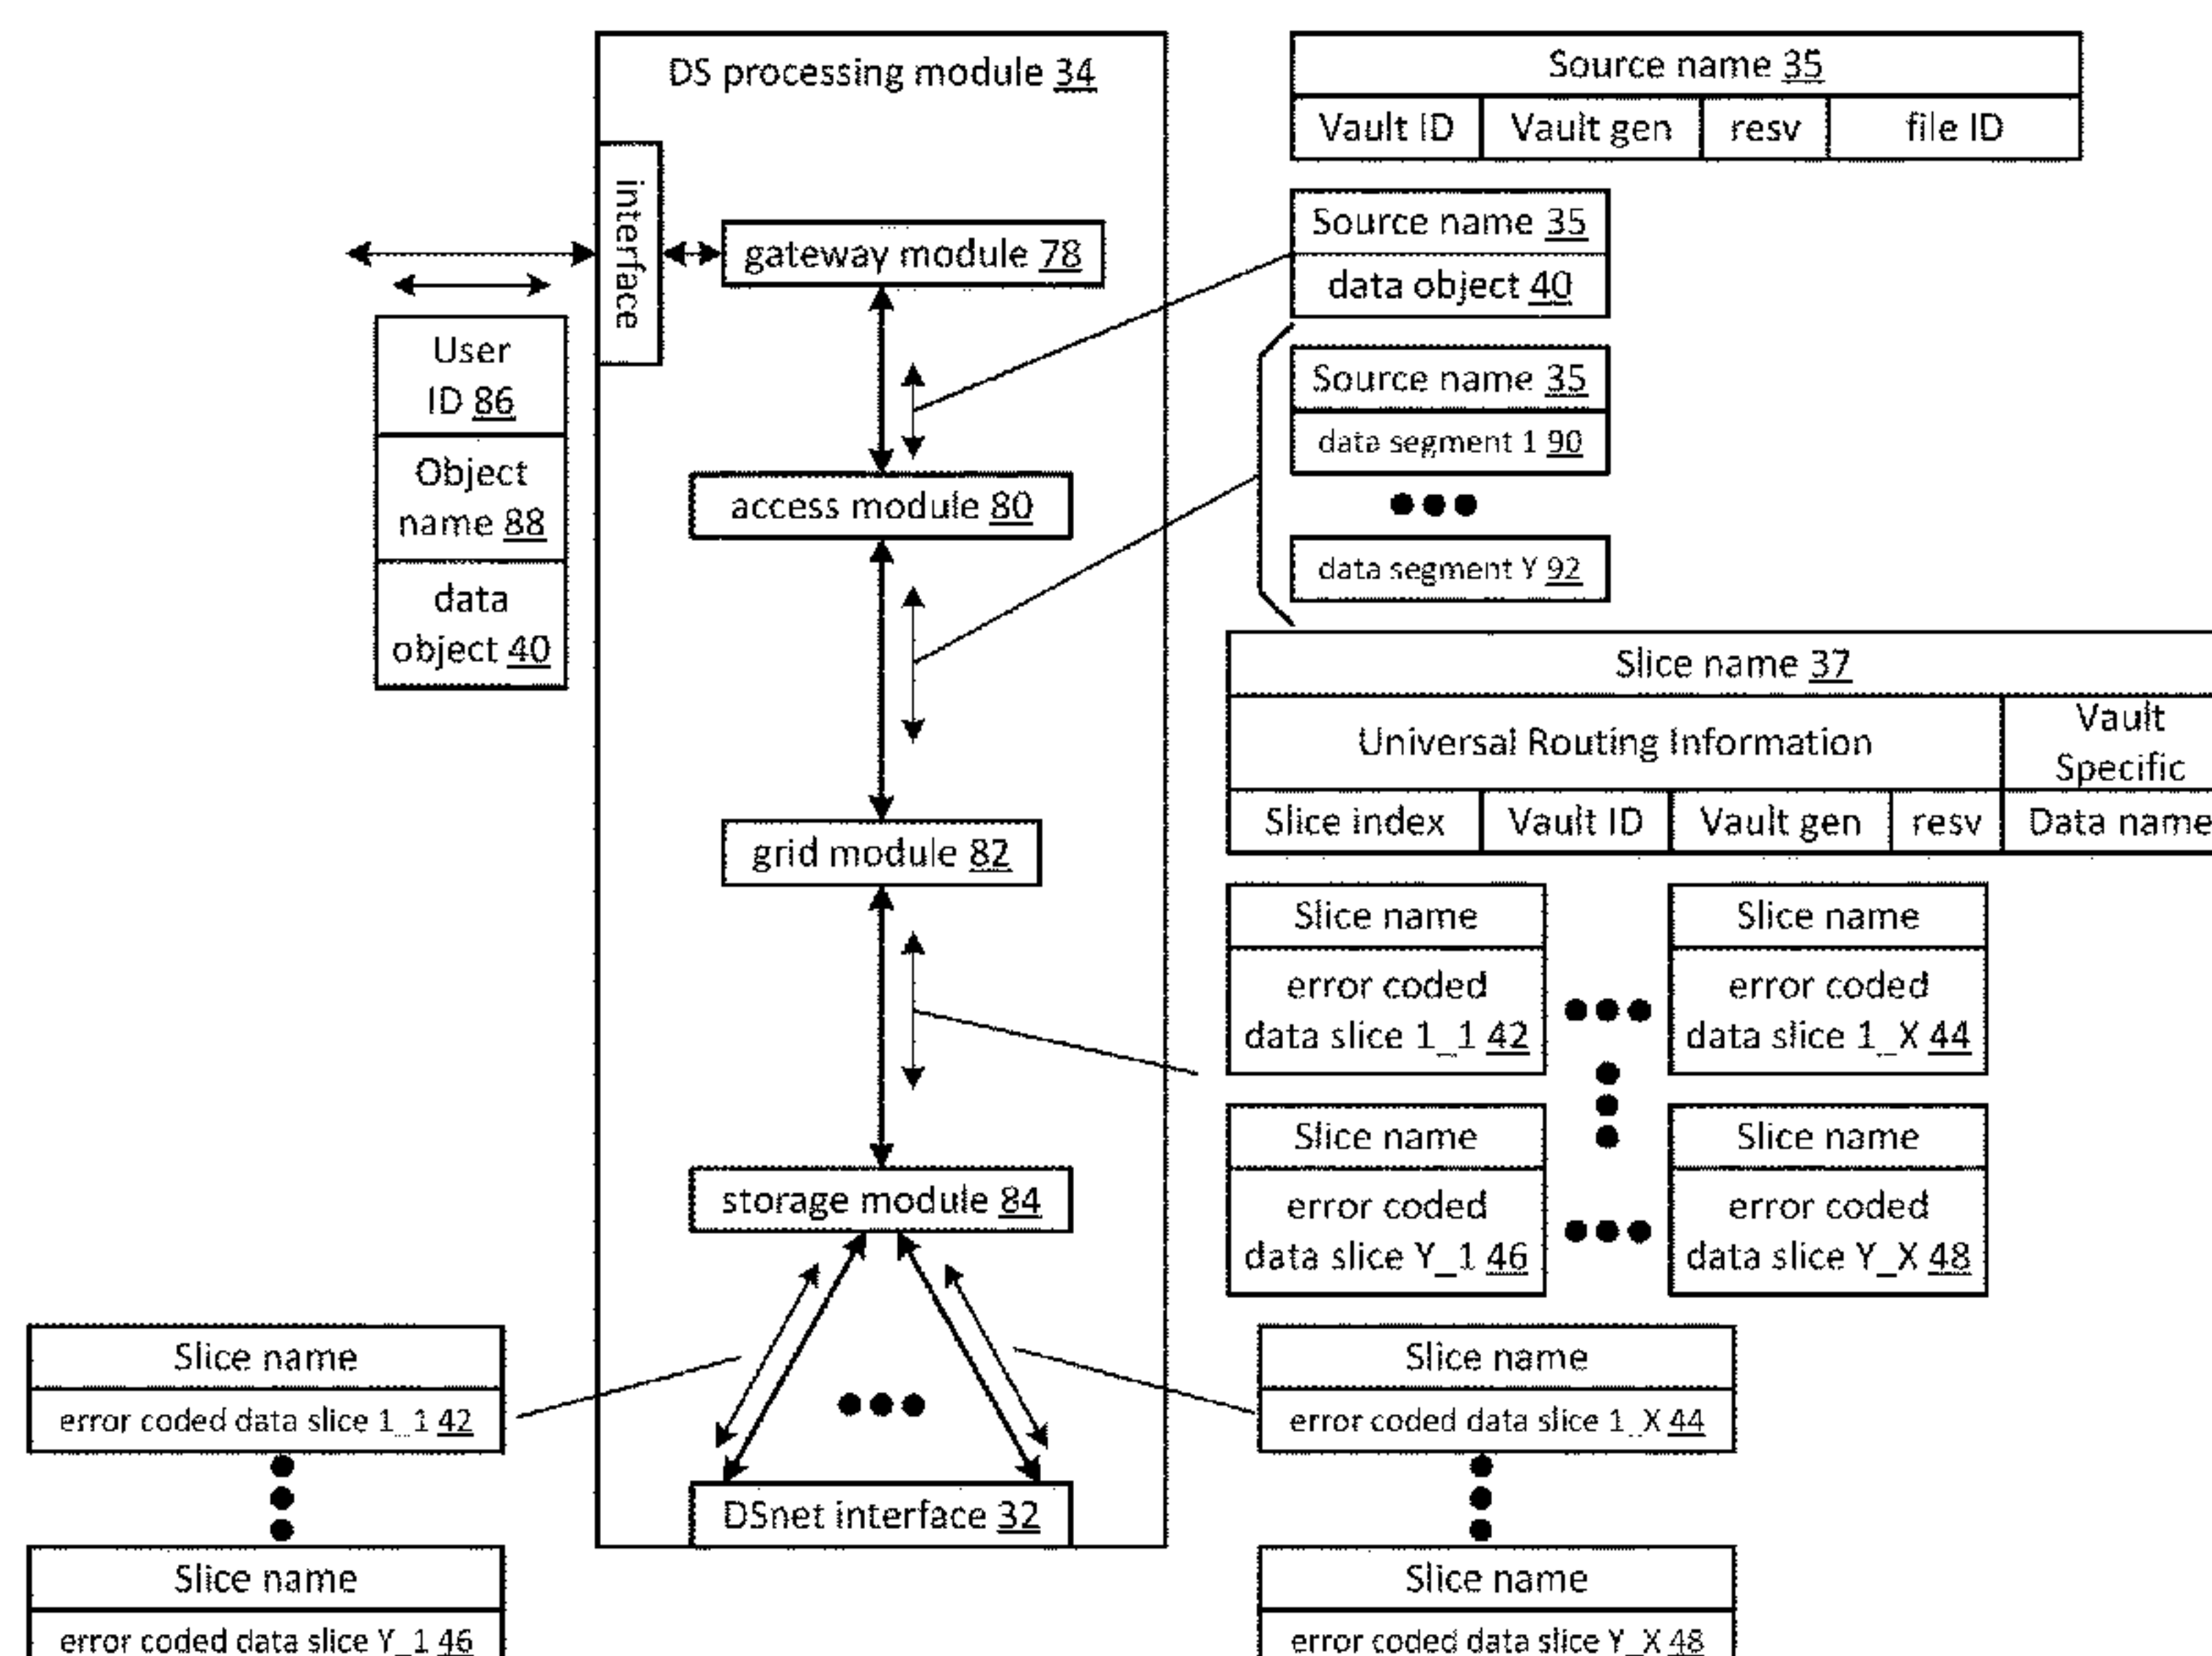 DS processing module 34
interface
gateway module 78
access module 80
grid module 82
storage module 84
DSnet interface 32
User
ID 86
Object
name 88
data
object 40
Source name 35
Vault ID Vault gen resv file ID
Source name 35
data object 40
Source name 35
data segment 1 90
data segment Y 92
Slice name 37
Universal Routing Information
Vault
Specific
Slice index Vault ID Vault gen resv Data name
Slice name
error coded
data slice 1_1 42
Slice name
error coded
data slice 1_X 44
Slice name
error coded
data slice Y_1 46
Slice name
error coded
data slice Y_X 48
Slice name
error coded data slice 1_1 42
Slice name
error coded data slice Y_1 46
Slice name
error coded data slice 1_X 44
Slice name
error coded data slice Y_X 48